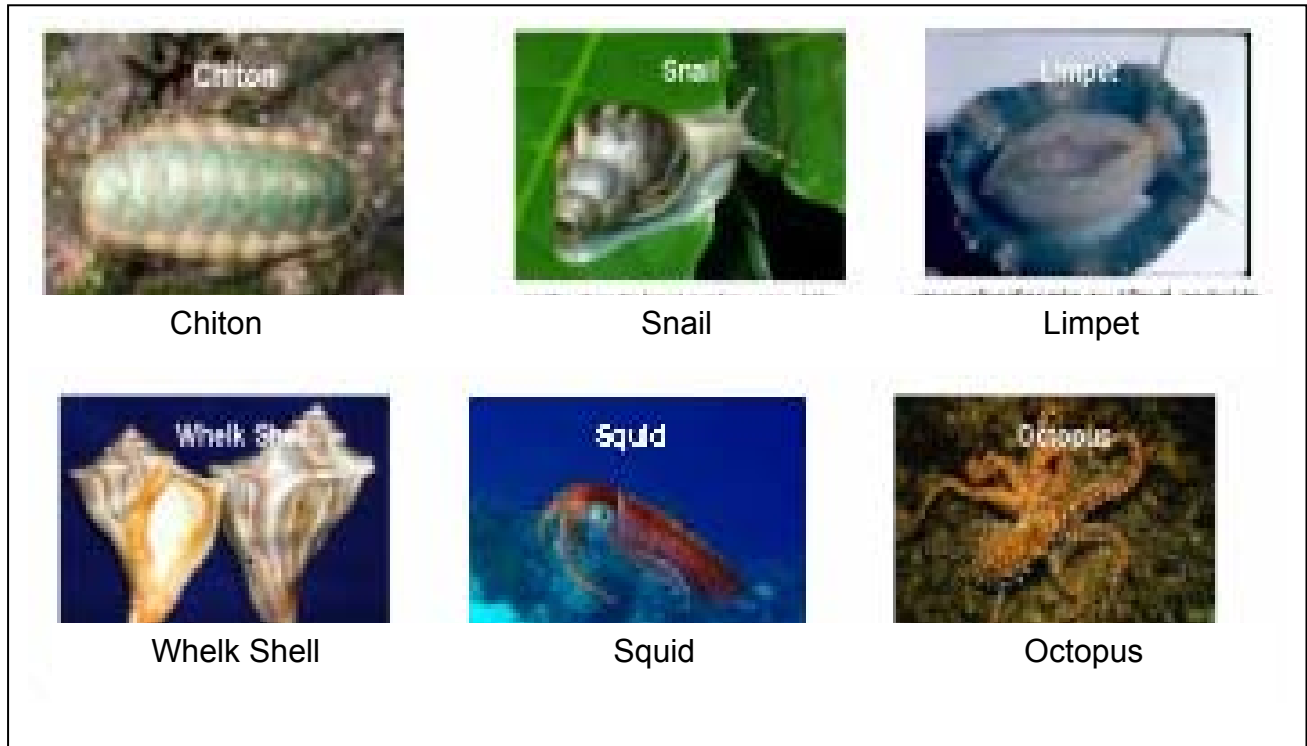 Chiton
Snail
Limpet
Chiton
Snail
Limpet
Whelk Shell
Squid
Octopus
Whelk Shell
Squid
Octopus